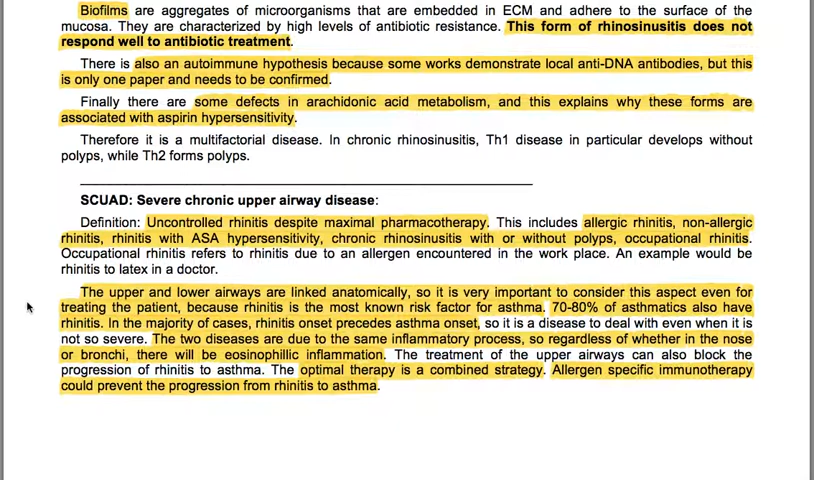 Biofilms are aggregates of microorganisms that are embedded in ECM and adhere to the surface of the
mucosa. They are characterized by high levels of antibiotic resistance. This form of rhinosinusitis does not
respond well to antibiotic treatment.
There is also an autoimmune hypothesis because some works demonstrate local anti-DNA antibodies, but this
is only one paper and needs to be confirmed.
Finally there are some defects in arachidonic acid metabolism, and this explains why these forms are
associated with aspirin hypersensitivity.
Therefore it is a multifactorial disease. In chronic rhinosinusitis, Th1 disease in particular develops without
polyps, while Th2 forms polyps.
SCUAD: Severe chronic upper airway disease:
Definition: Uncontrolled rhinitis despite maximal pharmacotherapy. This includes allergic rhinitis, non-allergic
rhinitis, rhinitis with ASA hypersensitivity, chronic rhinosinusitis with or without polyps, occupational rhinitis.
Occupational rhinitis refers to rhinitis due to an allergen encountered in the work place. An example would be
rhinitis to latex in a doctor.
The upper and lower airways are linked anatomically, so it is very important to consider this aspect even for
treating the patient, because rhinitis is the most known risk factor for asthma. 70-80% of asthmatics also have
rhinitis. In the majority of cases, rhinitis onset precedes asthma onset, so it is a disease to deal with even when it is
not so severe. The two diseases are due to the same inflammatory process, so regardless of whether in the nose
or bronchi, there will be eosinophillic inflammation. The treatment of the upper airways can also block the
progression of rhinitis to asthma. The optimal therapy is a combined strategy. Allergen specific immunotherapy
could prevent the progression from rhinitis to asthma.